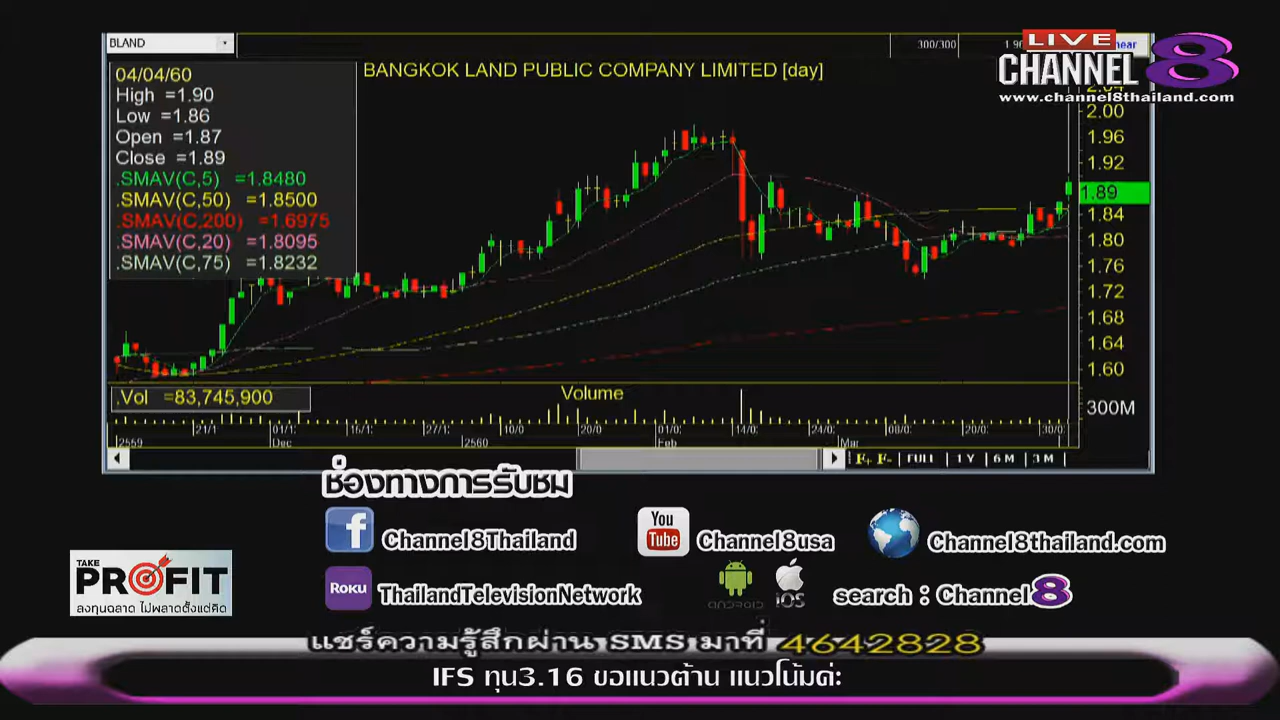 BLAND
300/300
LIVE
CHANNEL 8
www.channel8thailand.com
BANGKOK LAND PUBLIC COMPANY LIMITED [day]
04/04/60
High =1.90
Low =1.86
Open =1.87
Close =1.89
.SMAV(C,5) =1.8480
.SMAV(C,50) =1.8500
.SMAV(C,200) =1.6975
.SMAV(C,20) =1.8095
.SMAV(C,75) =1.8232
2.00
1.96
1.92
1.89
1.84
1.80
1.76
1.72
1.68
1.64
1.60
.Vol =83,745,900
Volume
300M
21/1 01/1: 16/1: 27/1: 10/0 20/0 01/0: 14/0: 24/0: 08/0: 20/0: 30/0:
2559 Dec 2560 Feb Mar
F+ F- FULL 1 Y 6 M 3 M
ช่องทางการรับชม
f Channel8Thailand
You Tube Channel8usa
Channel8thailand.com
ROKU ThailandTelevisionNetwork
iOS
search : Channel 8
TAKE PROFIT
ลงทุนฉลาด ไม่พลาดตั้งแต่คิด
แชร์ความรู้สึกผ่าน SMS มาที่ 4642828
IFS ทุน3.16 ขอแนวต้าน แนวโน้มค่ะ